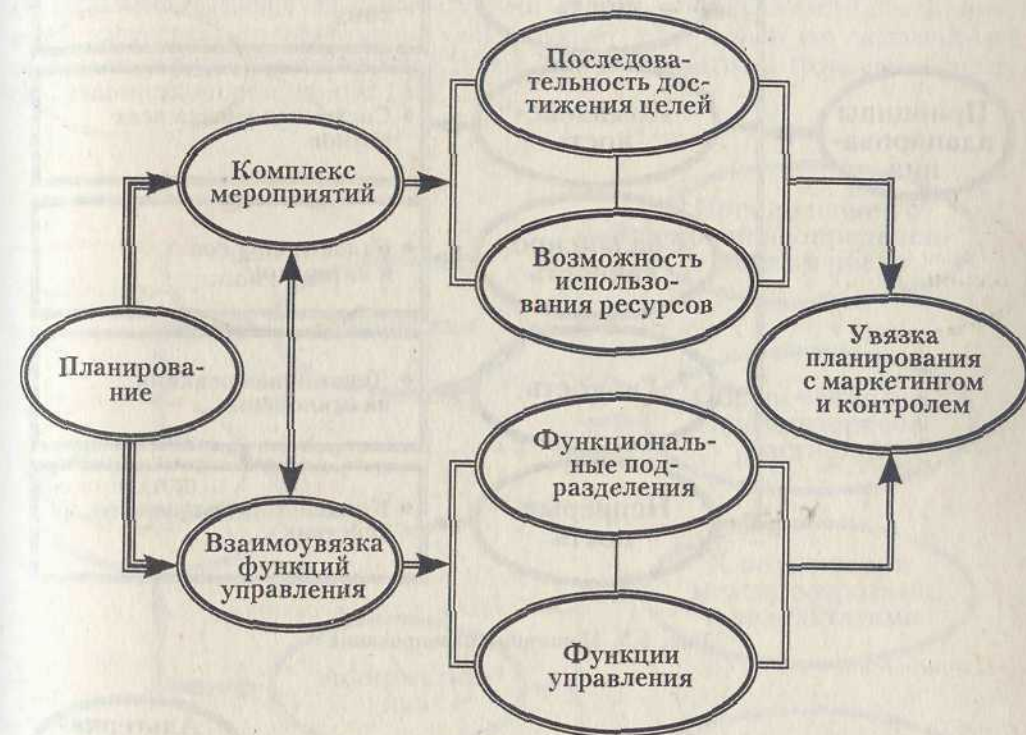 Последова-
тельность дос-
тижения целей
Комплекс
мероприятий
Возможность
использо-
вания ресурсов
Планирова-
ние
Увязка
планирования
с маркетингом
и контролем
Функциональ-
ные под-
разделения
Взаимоувязка
функций
управления
Функции
управления